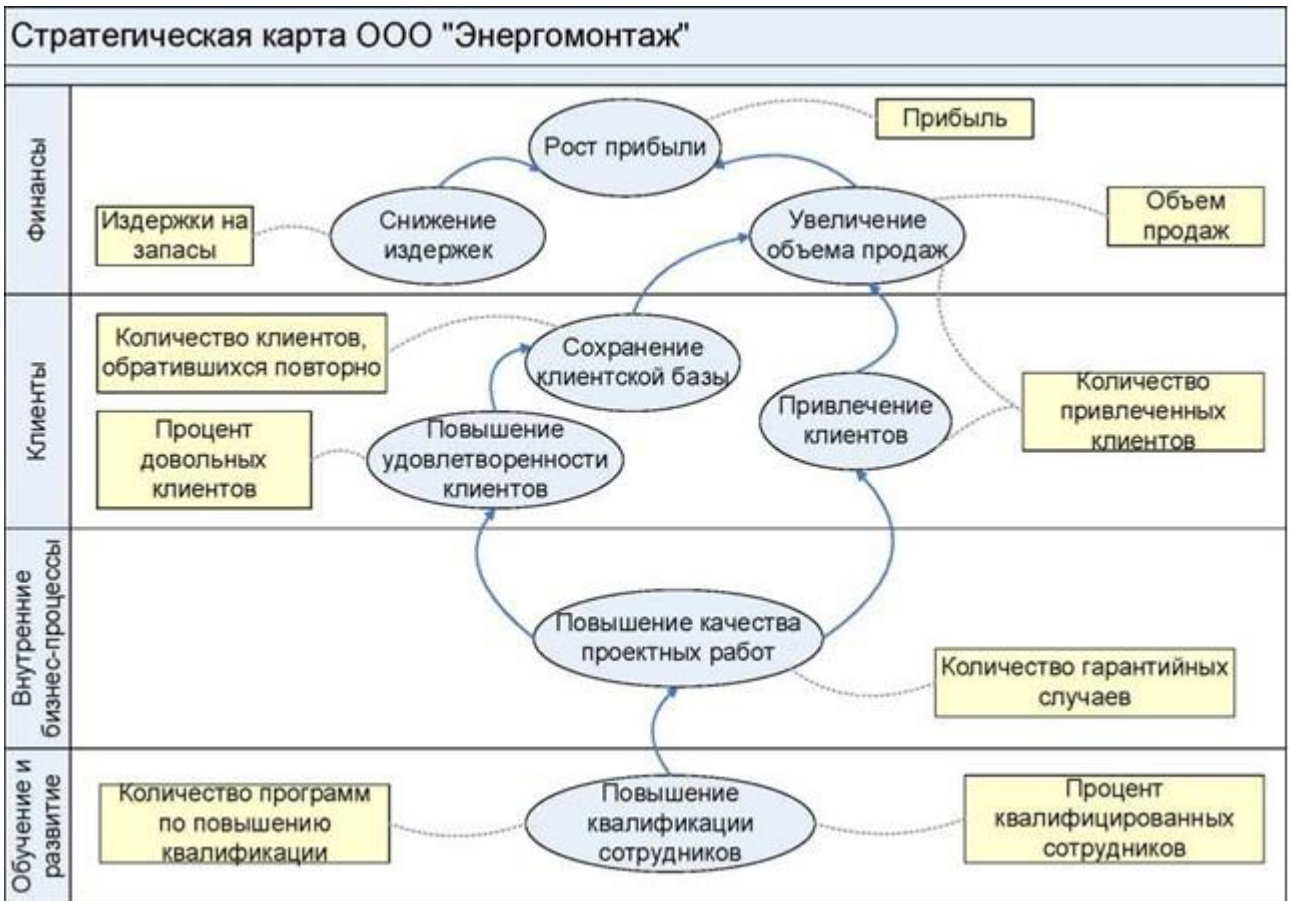 Стратегическая карта ООО "Энергомонтаж"
Финансы
Рост прибыли
Прибыль
Издержки на
запасы
Снижение
издержек
Увеличение
объема продаж
Объем
продаж
Клиенты
Количество клиентов,
обратившихся повторно
Сохранение
клиентской базы
Процент
довольных
клиентов
Повышение
удовлетворенности
клиентов
Привлечение
клиентов
Количество
привлеченных
клиентов
Внутренние
бизнес-процессы
Повышение качества
проектных работ
Количество гарантийных
случаев
Обучение и
развитие
Количество программ
по повышению
квалификации
Повышение
квалификации
сотрудников
Процент
квалифицированных
сотрудников